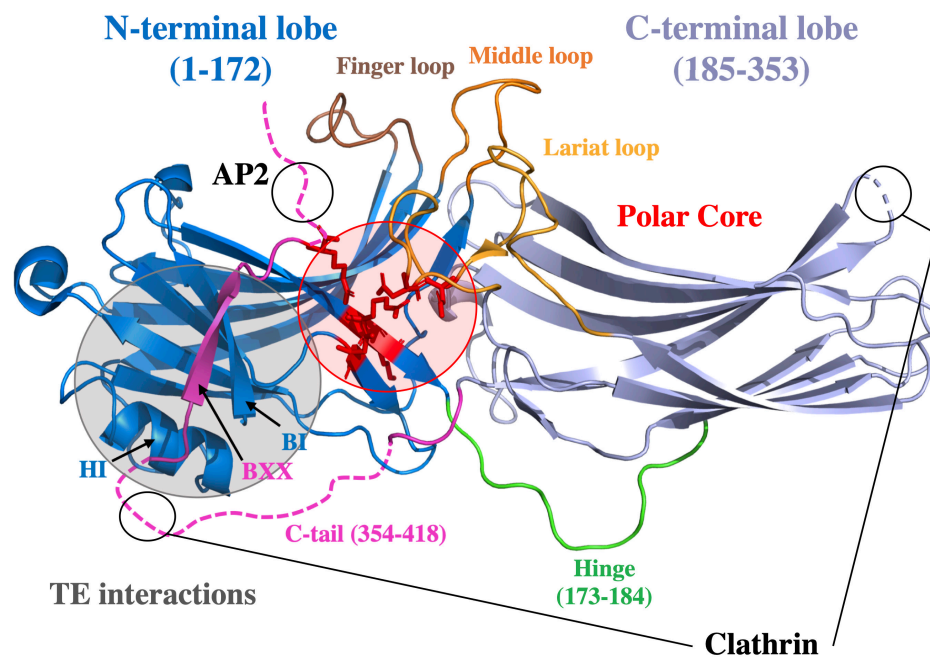 N-terminal lobe
(1-172)
C-terminal lobe
(185-353)
Finger loop
Middle loop
Lariat loop
AP2
Polar Core
HI
BXX
BI
C-tail (354-418)
Hinge
(173-184)
TE interactions
Clathrin